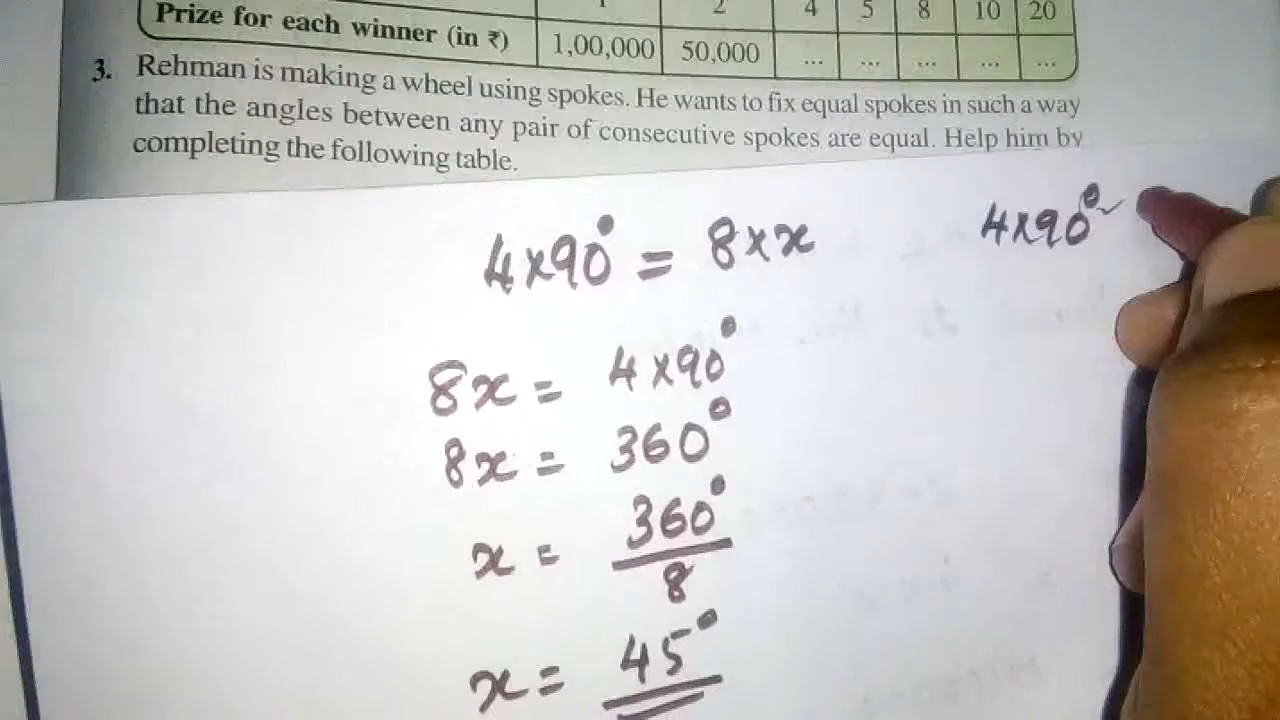 1 2 4 5 8 10 20
Prize for each winner (in ₹) 1,00,000 50,000 ... ... ... ... ...
3. Rehman is making a wheel using spokes. He wants to fix equal spokes in such a way
that the angles between any pair of consecutive spokes are equal. Help him by
completing the following table.
4×90° = 8×x
4×90°
8x = 4×90°
8x = 360°
x = 360°
8
x = 45°